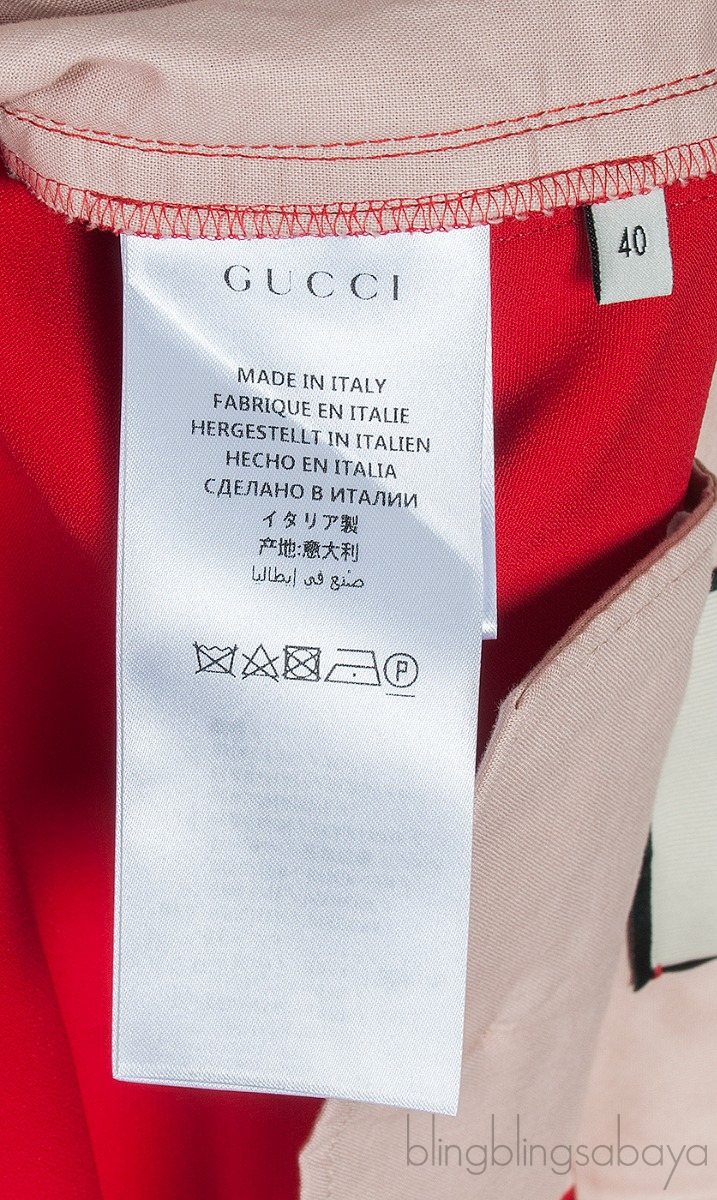 40
GUCCI
MADE IN ITALY
FABRIQUE EN ITALIE
HERGESTELLT IN ITALIEN
HECHO EN ITALIA
СДЕЛАНО В ИТАЛИИ
イタリア製
产地:意大利
صنع في إيطاليا
P
blingblingsabaya